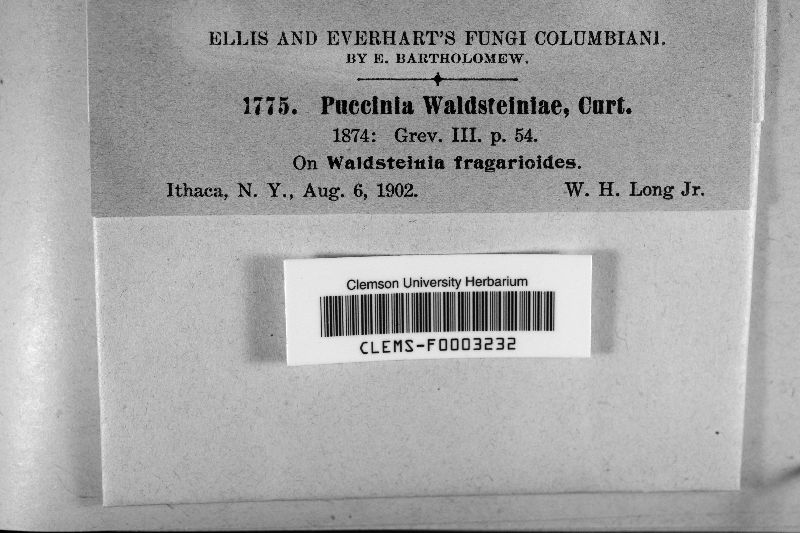 ELLIS AND EVERHART'S FUNGI COLUMBIANI.
BY E. BARTHOLOMEW.
1775. Puccinia Waldsteiniae, Curt.
1874: Grev. III. p. 54.
On Waldsteinia fragarioides.
Ithaca, N. Y., Aug. 6, 1902. W. H. Long Jr.
Clemson University Herbarium
CLEMS-F0003232